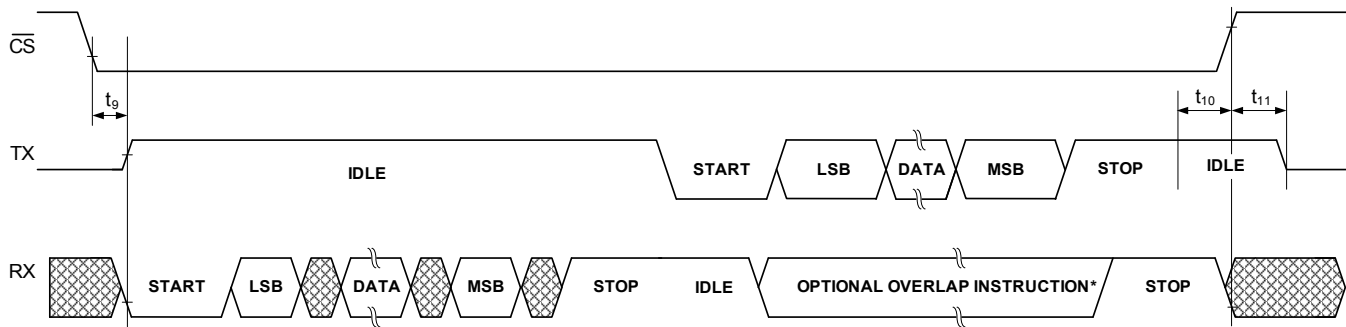 CS
t9
t10
t11
TX
IDLE
START
LSB
DATA
MSB
STOP
IDLE
RX
START
LSB
DATA
MSB
STOP
IDLE
OPTIONAL OVERLAP INSTRUCTION*
STOP